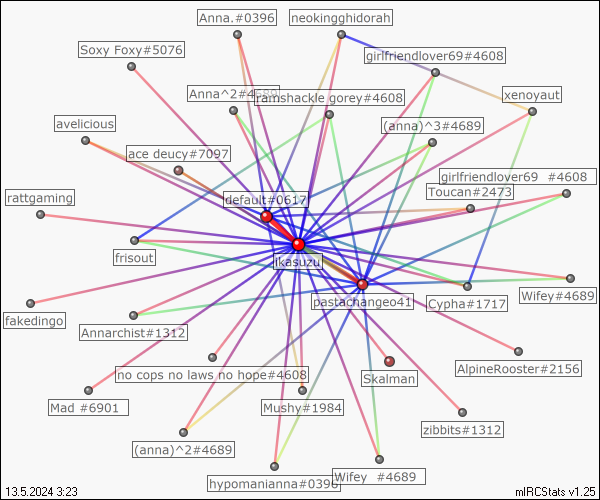 Anna.#0396
neokingghidorah
Soxy Foxy#5076
girlfriendlover69#4608
Anna^2#4689
ramshackle gorey#4608
xenoyaut
avelicious
(anna)^3#4689
ace deucy#7097
girlfriendlover69 #4608
rattgaming
default#0617
Toucan#2473
frisout
ikasuzu
pastachangeo41
Cypha#1717
Wifey#4689
fakedingo
Annarchist#1312
no cops no laws no hope#4608
Skalman
AlpineRooster#2156
Mad #6901
Mushy#1984
zibbits#1312
(anna)^2#4689
hypomanianna#0396
Wifey #4689
13.5.2024 3:23
mIRCStats v1.25